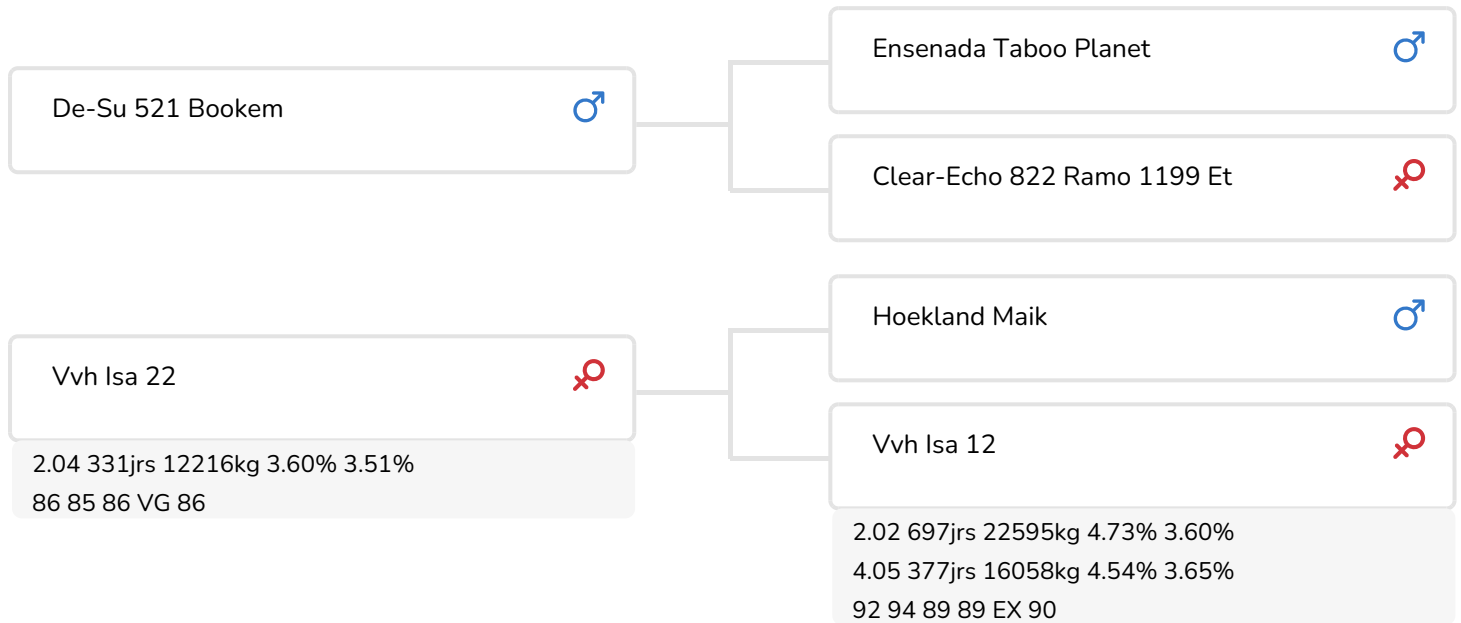 De-Su 521 Bookem
Ensenada Taboo Planet
Clear-Echo 822 Ramo 1199 Et
Vvh Isa 22
2.04 331jrs 12216kg 3.60% 3.51%
86 85 86 VG 86
Hoekland Maik
Vvh Isa 12
2.02 697jrs 22595kg 4.73% 3.60%
4.05 377jrs 16058kg 4.54% 3.65%
92 94 89 89 EX 90